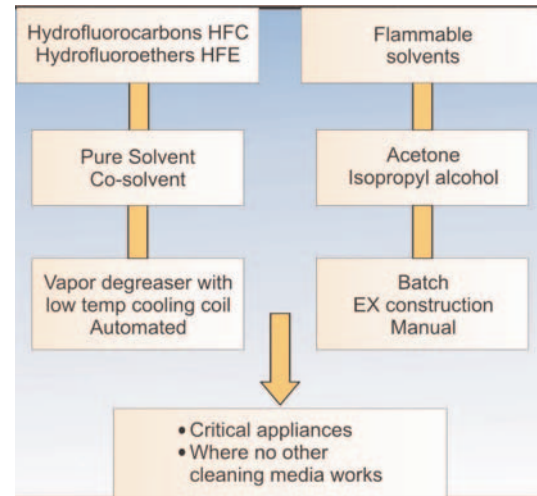 Hydrofluorocarbons HFC
Hydrofluoroethers HFE
Flammable
solvents
Pure Solvent
Co-solvent
Acetone
Isopropyl alcohol
Vapor degreaser with
low temp cooling coil
Automated
Batch
EX construction
Manual
• Critical appliances
• Where no other
cleaning media works